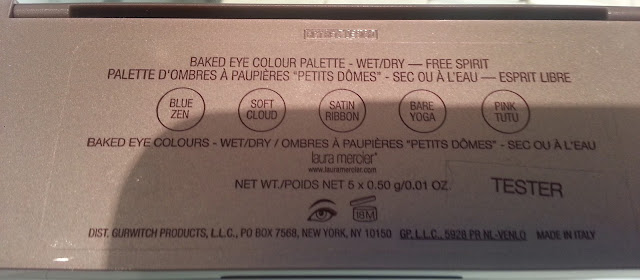 BAKED EYE COLOUR PALETTE - WET/DRY — FREE SPIRIT
PALETTE D'OMBRES À PAUPIÈRES "PETITS DÔMES" - SEC OU À L'EAU — ESPRIT LIBRE
BLUE ZEN
SOFT CLOUD
SATIN RIBBON
BARE YOGA
PINK TUTU
BAKED EYE COLOURS - WET/DRY / OMBRES À PAUPIÈRES "PETITS DÔMES" - SEC OU À L'EAU
laura mercier®
www.lauramercier.com
NET WT./POIDS NET 5 x 0.50 g/0.01 OZ.
TESTER
18M
DIST. GURWITCH PRODUCTS, L.L.C., PO BOX 7568, NEW YORK, NY 10150 GP, L.L.C., 5928 PR NL-VENLO MADE IN ITALY